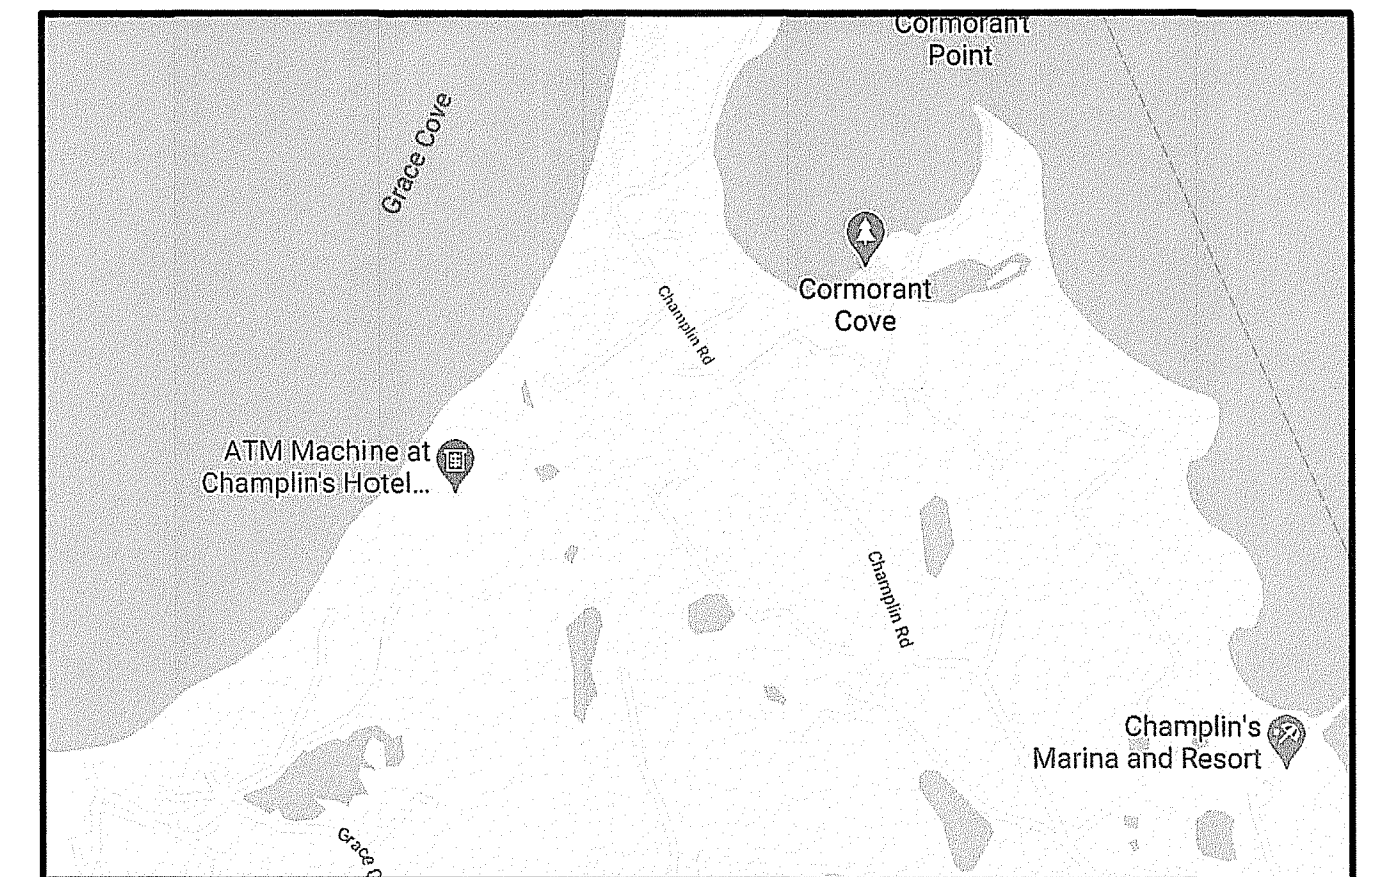 Cormorant
Point
Grace Cove
Cormorant
Cove
Champlin Rd
ATM Machine at
Champlin's Hotel...
Champlin Rd
Champlin's
Marina and Resort
Grace